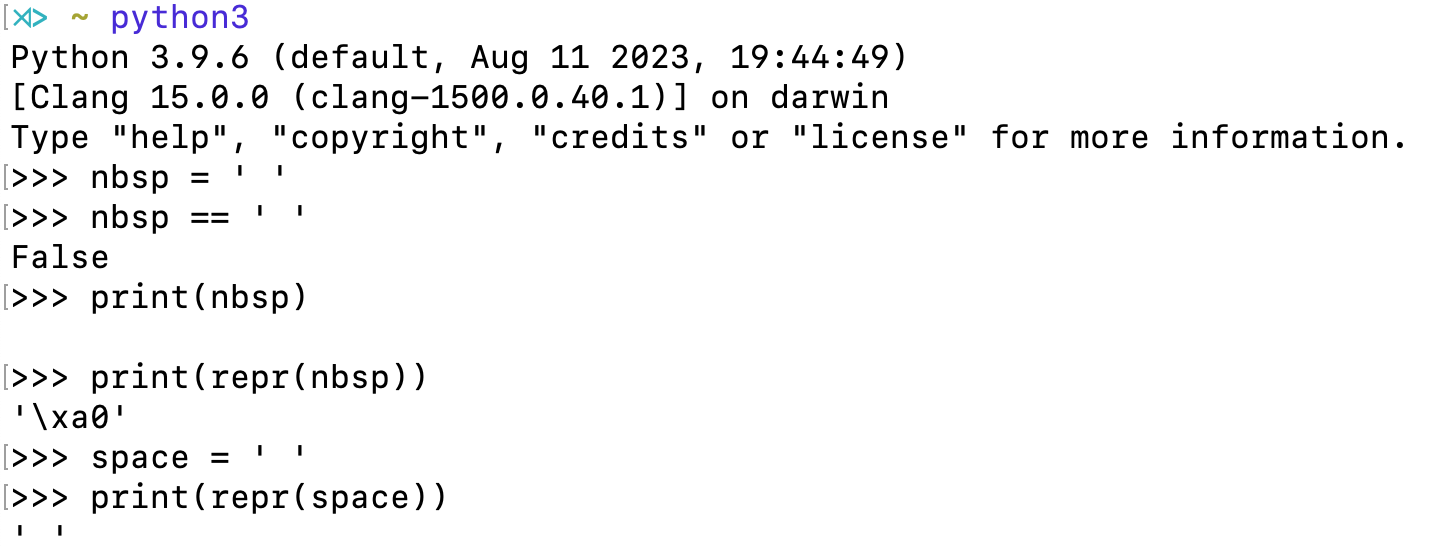 ~ python3
Python 3.9.6 (default, Aug 11 2023, 19:44:49)
[Clang 15.0.0 (clang-1500.0.40.1)] on darwin
Type "help", "copyright", "credits" or "license" for more information.
>>> nbsp = ' '
>>> nbsp == ' '
False
>>> print(nbsp)

>>> print(repr(nbsp))
'\xa0'
>>> space = ' '
>>> print(repr(space))
' '